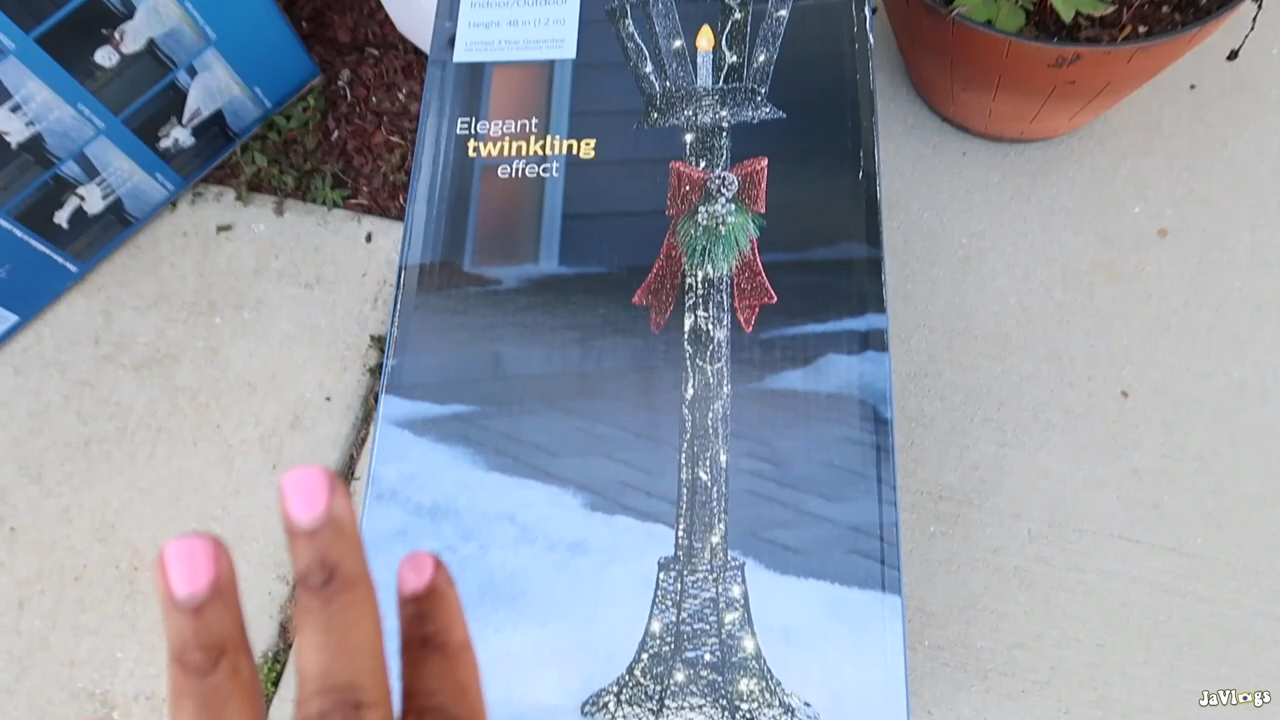 Indoor/Outdoor
Height: 48 in (1.2 m)
Limited 3 Year Guarantee
Elegant
twinkling
effect
JaVlogs